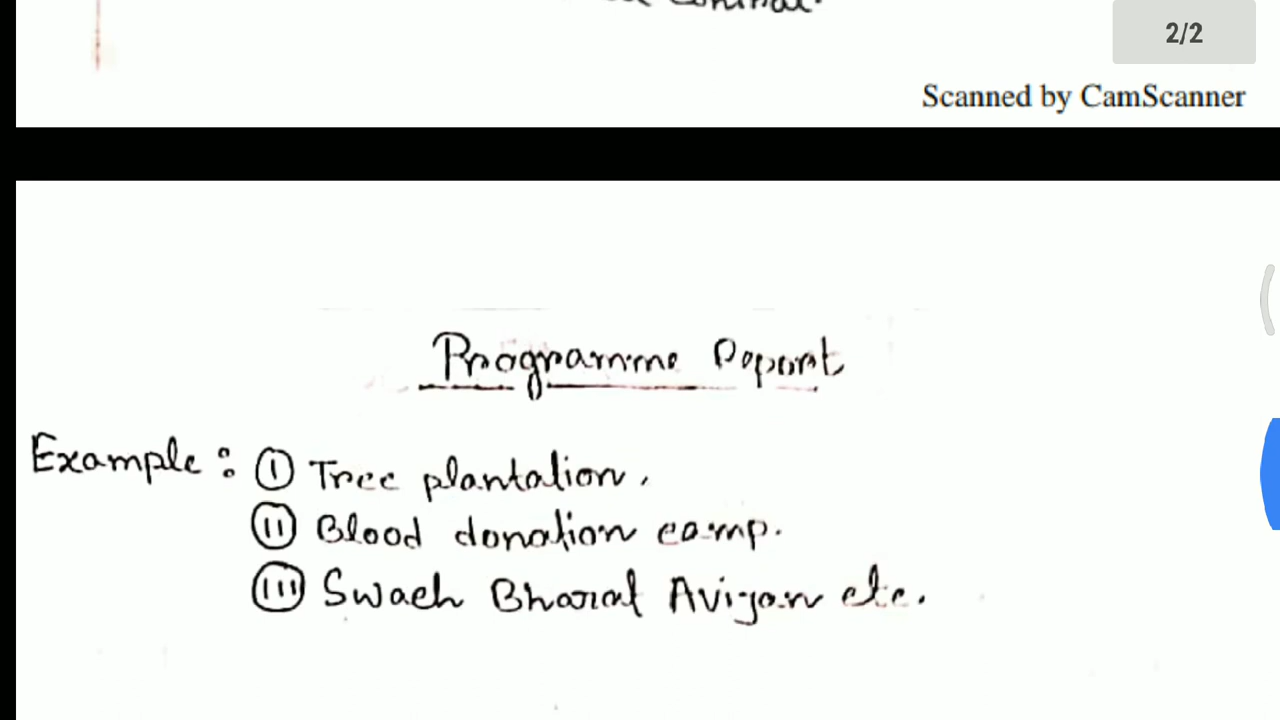 2/2
Scanned by CamScanner
Programme Report
Example : (i) Tree plantation.
(ii) Blood donation camp.
(iii) Swach Bharat Avijan etc.